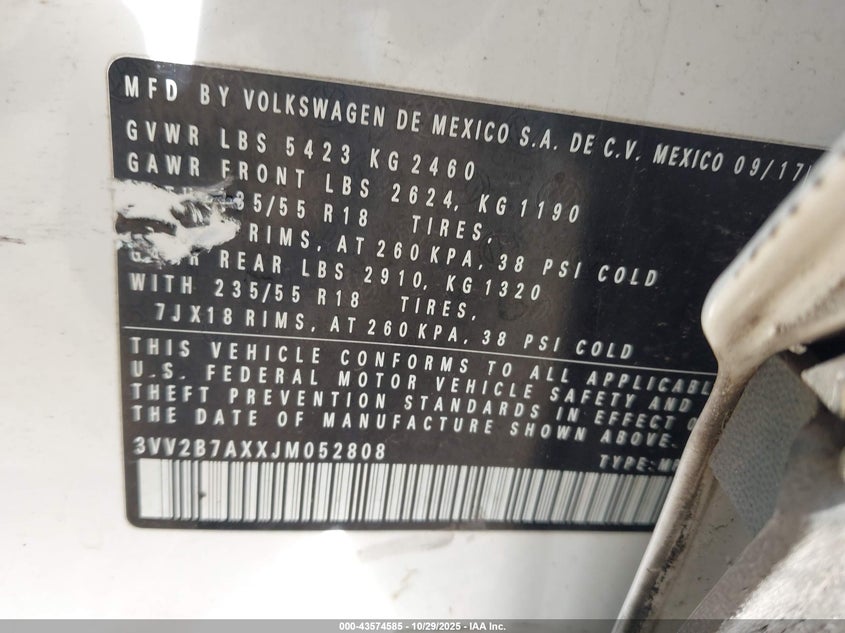 MFD BY VOLKSWAGEN DE MEXICO S.A. DE C.V. MEXICO 09/17
GVWR LBS 5423 KG 2460
GAWR FRONT LBS 2624, KG 1190
235/55 R18 TIRES,
RIMS, AT 260 KPA, 38 PSI COLD
GAWR REAR LBS 2910, KG 1320
WITH 235/55 R18 TIRES,
7JX18 RIMS, AT 260 KPA, 38 PSI COLD
THIS VEHICLE CONFORMS TO ALL APPLICABL
U.S. FEDERAL MOTOR VEHICLE SAFETY AND
THEFT PREVENTION STANDARDS IN EFFECT O
THE DATE OF MANUFACTURE SHOWN ABOVE.
3VV2B7AXXJM052808 TYPE:M
000-43574585 - 10/29/2025 - IAA Inc.